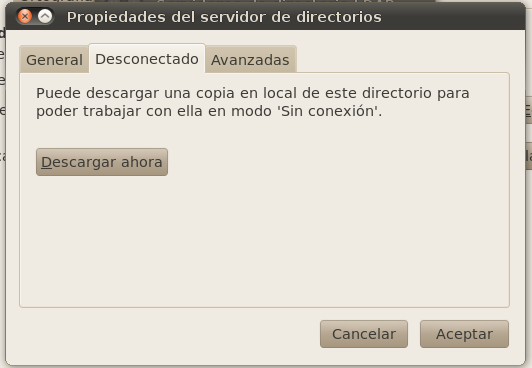 Propiedades del servidor de directorios
General
Desconectado
Avanzadas
Puede descargar una copia en local de este directorio para
poder trabajar con ella en modo 'Sin conexión'.
Descargar ahora
Cancelar
Aceptar